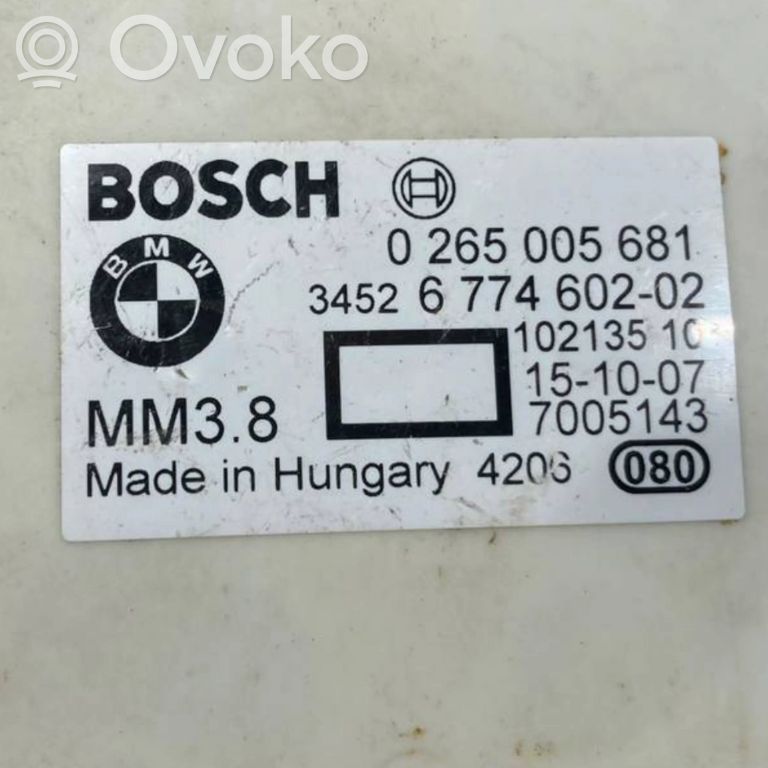 Ovoko
BOSCH
BMW
0 265 005 681
3452 6 774 602-02
102135 10
15-10-07
MM3.8 7005143
Made in Hungary 4206 080